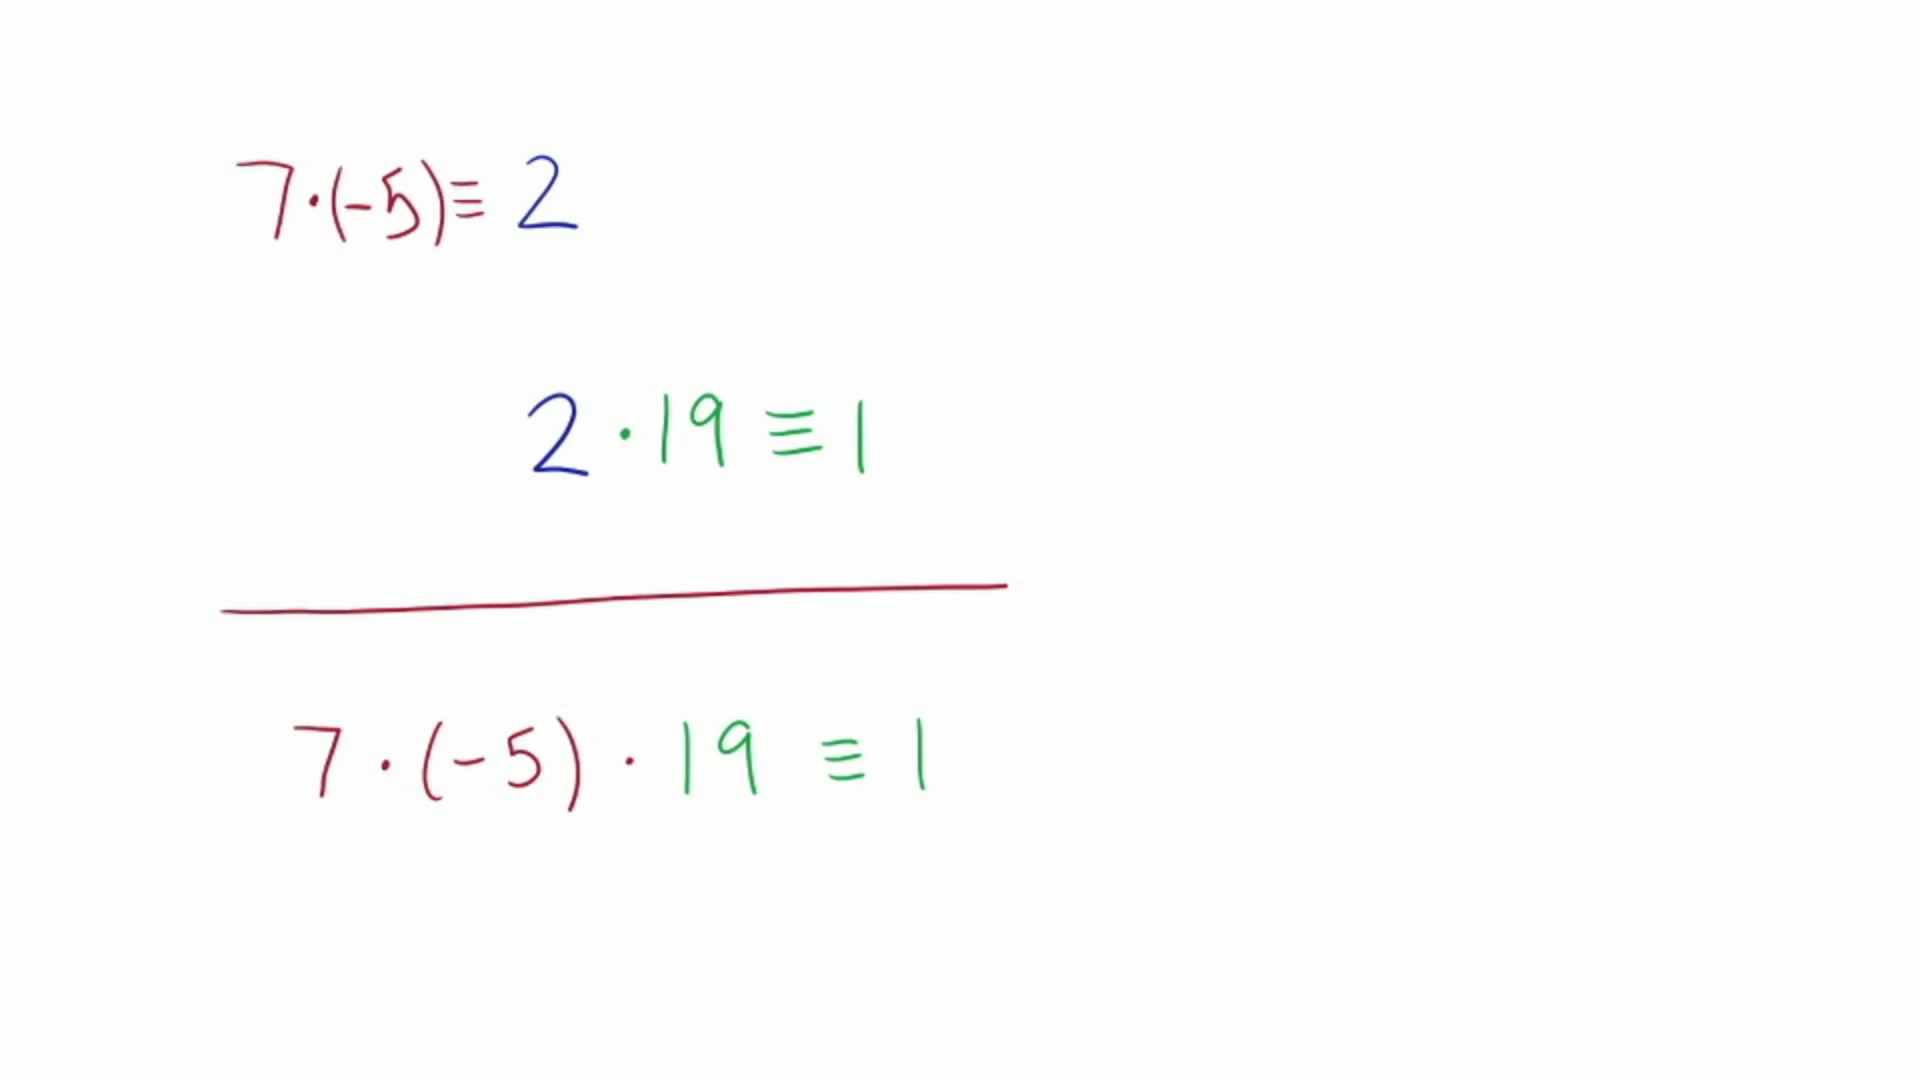 7·(-5)≡ 2
2 · 19 ≡ 1
7 · (-5) · 19 ≡ 1